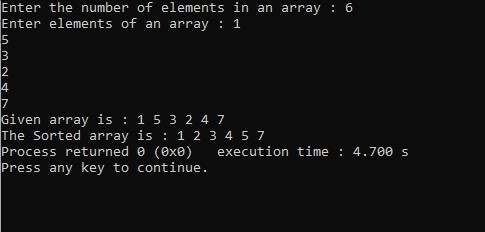 Enter the number of elements in an array : 6
Enter elements of an array : 1
5
3
2
4
7
Given array is : 1 5 3 2 4 7
The Sorted array is : 1 2 3 4 5 7
Process returned 0 (0x0)   execution time : 4.700 s
Press any key to continue.